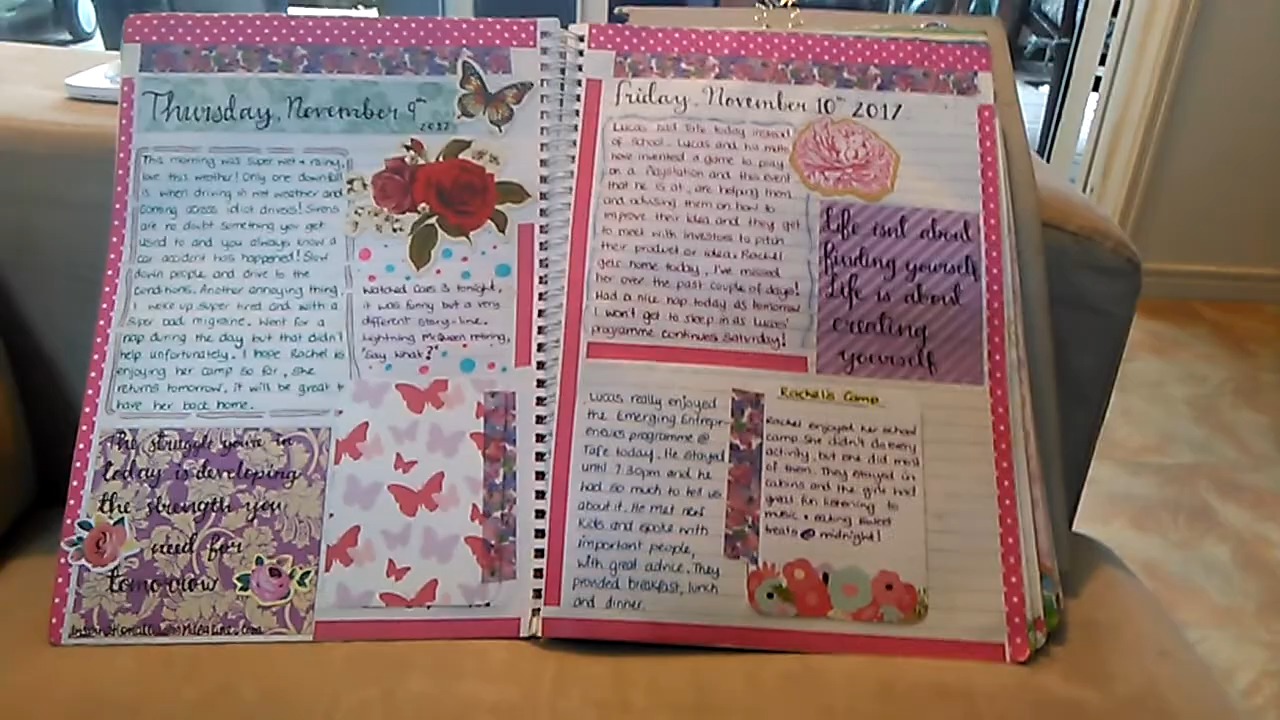 Thursday, November 9th
2017
This morning was super wet & rainy,
love this weather! Only one downfall
is when driving in wet weather and
coming across idiot drivers! Sirens
are no doubt something you get
used to and you always know a
car accident has happened! Slow
down people and drive to the
conditions. Another annoying thing
I woke up super tired and with a
super bad migraine. Went for a
nap during the day but that didn't
help unfortunately. I hope Rachel is
enjoying her camp so far, she
returns tomorrow, it will be great to
have her back home.
Watched Cars 3 tonight,
it was funny but a very
different story-line.
Lightning McQueen retiring,
"Say What?"
The struggle you're in
today is developing
the strength you
need for
tomorrow
Friday, November 10th 2017
Lucas had Tafe today instead
of school. Lucas and his mate
have invented a game to play
on a Playstation and this event
that he is at, are helping them
and advising them on how to
improve their idea and they get
to meet with investors to pitch
their product or idea. Rachel
gets home today, I've missed
her over the past couple of days!
Had a nice nap today as tomorrow
I won't get to sleep in as Lucas'
programme continues Saturday!
Life isn't about
finding yourself
Life is about
creating
yourself
Lucas really enjoyed
the Emerging Entrepr-
eneurs programme @
Tafe today. He stayed
until 7.30pm and he
had so much to tell us
about it. He met new
kids and spoke with
important people,
with great advice. They
provided breakfast, lunch
and dinner.
Rachel's Camp
Rachel enjoyed her school
camp. She didn't do every
activity, but she did most
of them. They stayed in
cabins and the girls had
great fun listening to
music & eating sweet
treats @ midnight!